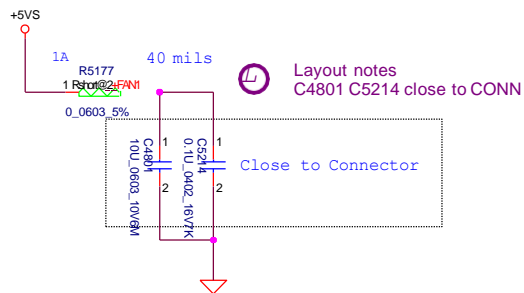 +5VS
1A
40 mils
R5177
1 Rshort@ 2 +FAN1
0_0603_5%
L
Layout notes
C4801 C5214 close to CONN
1
1
C4801
10U_0603_10V6M
C5214
0.1U_0402_16V7K
Close to Connector
2
2